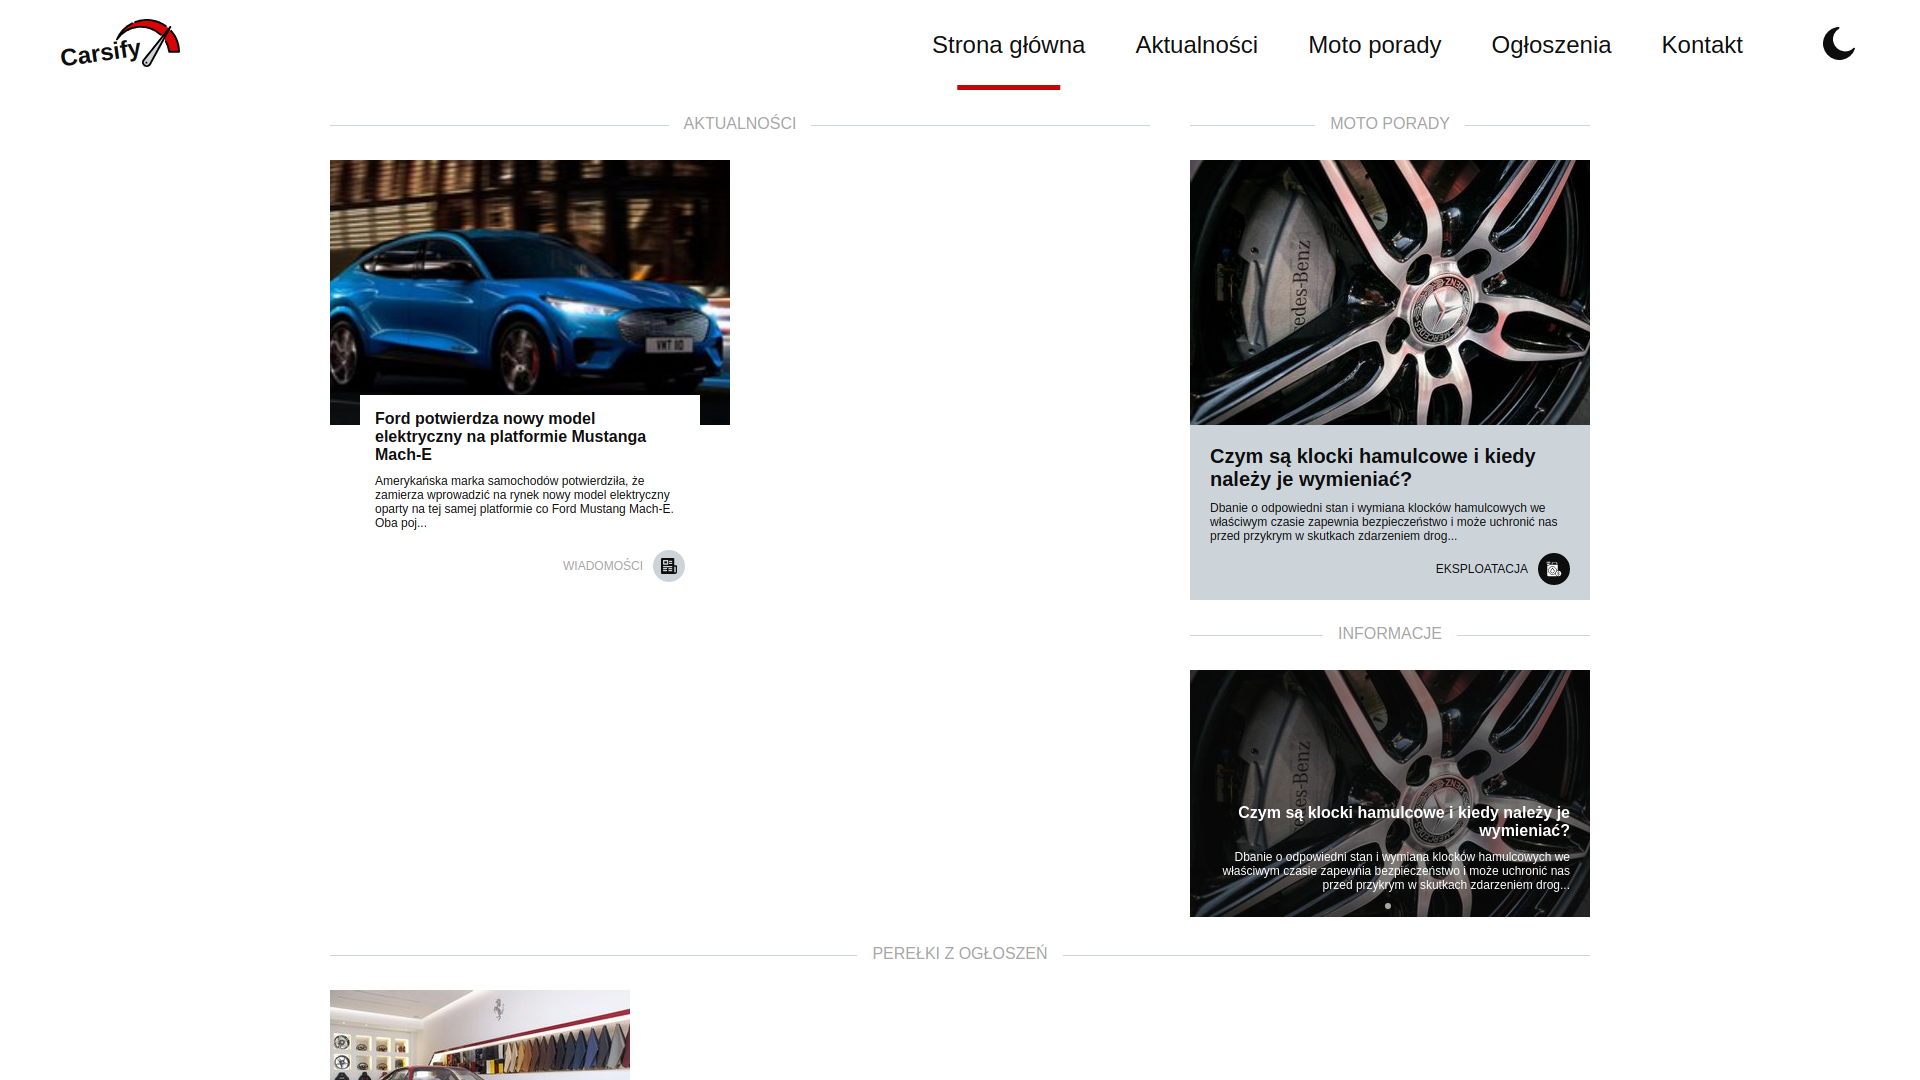 Carsify
Strona główna
Aktualności
Moto porady
Ogłoszenia
Kontakt
AKTUALNOŚCI
Ford potwierdza nowy model
elektryczny na platformie Mustanga
Mach-E
Amerykańska marka samochodów potwierdziła, że
zamierza wprowadzić na rynek nowy model elektryczny
oparty na tej samej platformie co Ford Mustang Mach-E.
Oba poj...
WIADOMOŚCI
MOTO PORADY
Czym są klocki hamulcowe i kiedy
należy je wymieniać?
Dbanie o odpowiedni stan i wymiana klocków hamulcowych we
właściwym czasie zapewnia bezpieczeństwo i może uchronić nas
przed przykrym w skutkach zdarzeniem drog...
EKSPLOATACJA
INFORMACJE
Czym są klocki hamulcowe i kiedy należy je
wymieniać?
Dbanie o odpowiedni stan i wymiana klocków hamulcowych we
właściwym czasie zapewnia bezpieczeństwo i może uchronić nas
przed przykrym w skutkach zdarzeniem drog...
PEREŁKI Z OGŁOSZEŃ